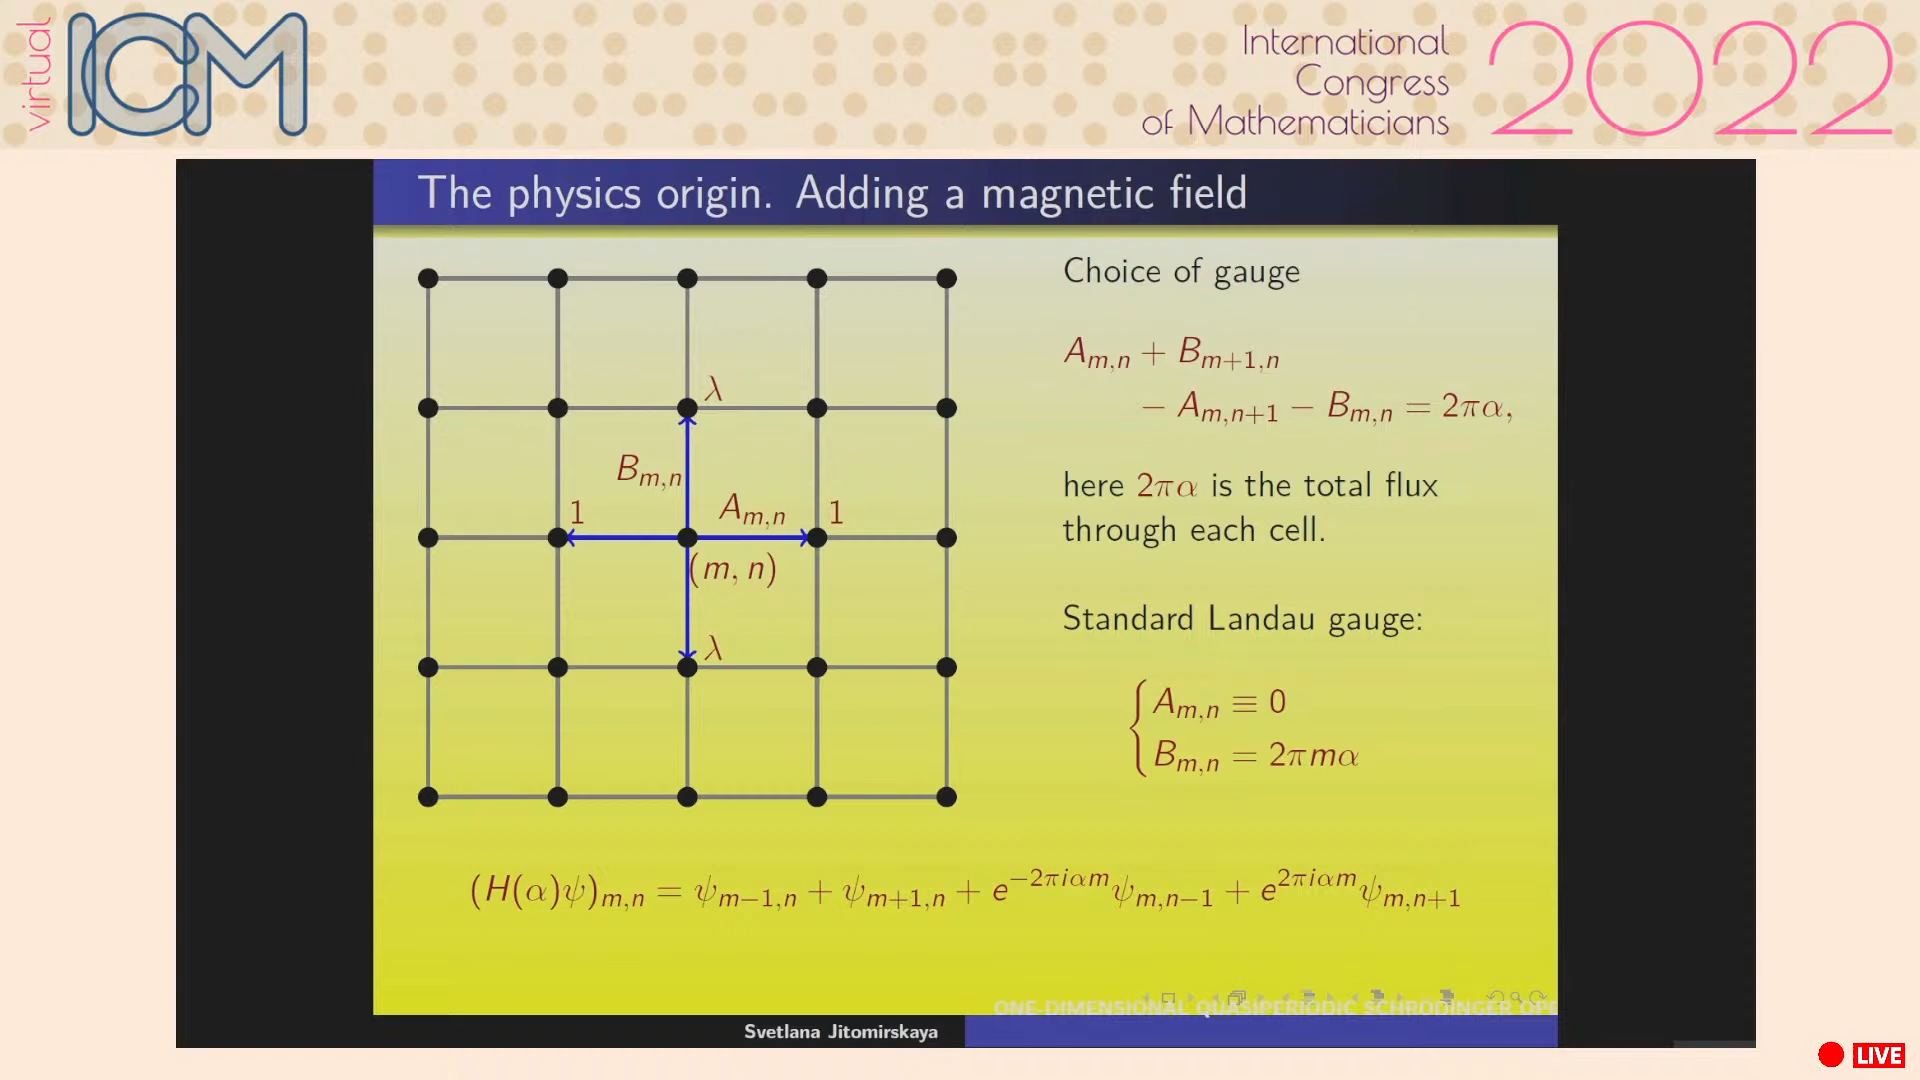 virtual
ICM
International
Congress
of Mathematicians
2022
The physics origin. Adding a magnetic field
λ
B_{m,n}
1
A_{m,n}
1
(m, n)
λ
Choice of gauge
A_{m,n} + B_{m+1,n}
− A_{m,n+1} − B_{m,n} = 2πα,
here 2πα is the total flux
through each cell.
Standard Landau gauge:
A_{m,n} ≡ 0
B_{m,n} = 2πmα
(H(α)ψ)_{m,n} = ψ_{m−1,n} + ψ_{m+1,n} + e^{−2πiαm}ψ_{m,n−1} + e^{2πiαm}ψ_{m,n+1}
ONE-DIMENSIONAL QUASIPERIODIC SCHRÖDINGER OPE
Svetlana Jitomirskaya
LIVE